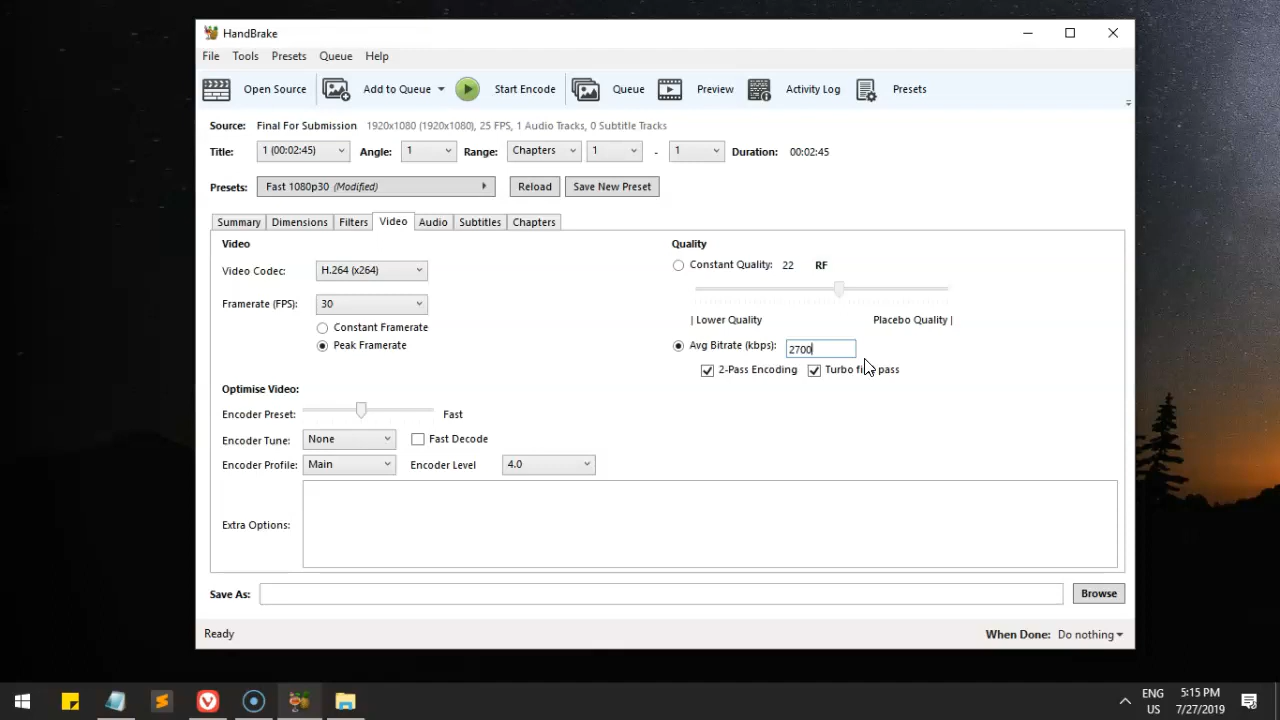 HandBrake
File Tools Presets Queue Help
Open Source Add to Queue Start Encode Queue Preview Activity Log Presets
Source: Final For Submission 1920x1080 (1920x1080), 25 FPS, 1 Audio Tracks, 0 Subtitle Tracks
Title: 1 (00:02:45) Angle: 1 Range: Chapters 1 - 1 Duration: 00:02:45
Presets: Fast 1080p30 (Modified) Reload Save New Preset
Summary Dimensions Filters Video Audio Subtitles Chapters
Video Quality
Video Codec: H.264 (x264) Constant Quality: 22 RF
Framerate (FPS): 30
| Lower Quality Placebo Quality |
Constant Framerate
Peak Framerate Avg Bitrate (kbps): 2700
2-Pass Encoding Turbo pass
Optimise Video:
Encoder Preset: Fast
Encoder Tune: None Fast Decode
Encoder Profile: Main Encoder Level 4.0
Extra Options:
Save As: Browse
Ready When Done: Do nothing
ENG 5:15 PM
US 7/27/2019